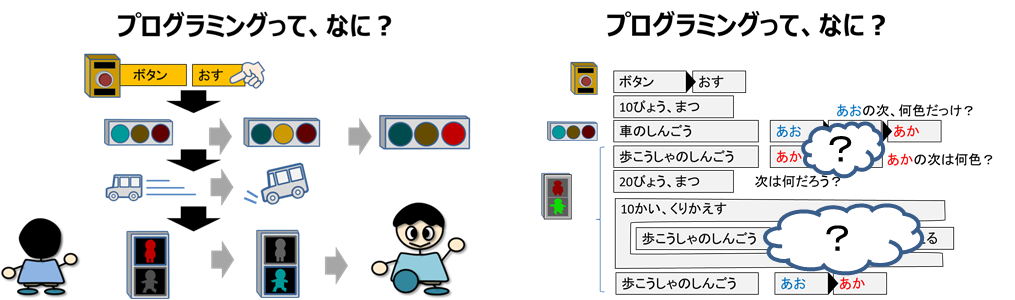 プログラミングって、なに？
ボタン おす
プログラミングって、なに？
ボタン おす
10びょう、まつ
あおの次、何色だっけ？
車のしんごう あお ? あか
歩こうしゃのしんごう あか ? あかの次は何色？
20びょう、まつ 次は何だろう？
10かい、くりかえす
歩こうしゃのしんごう ? える
歩こうしゃのしんごう あお あか